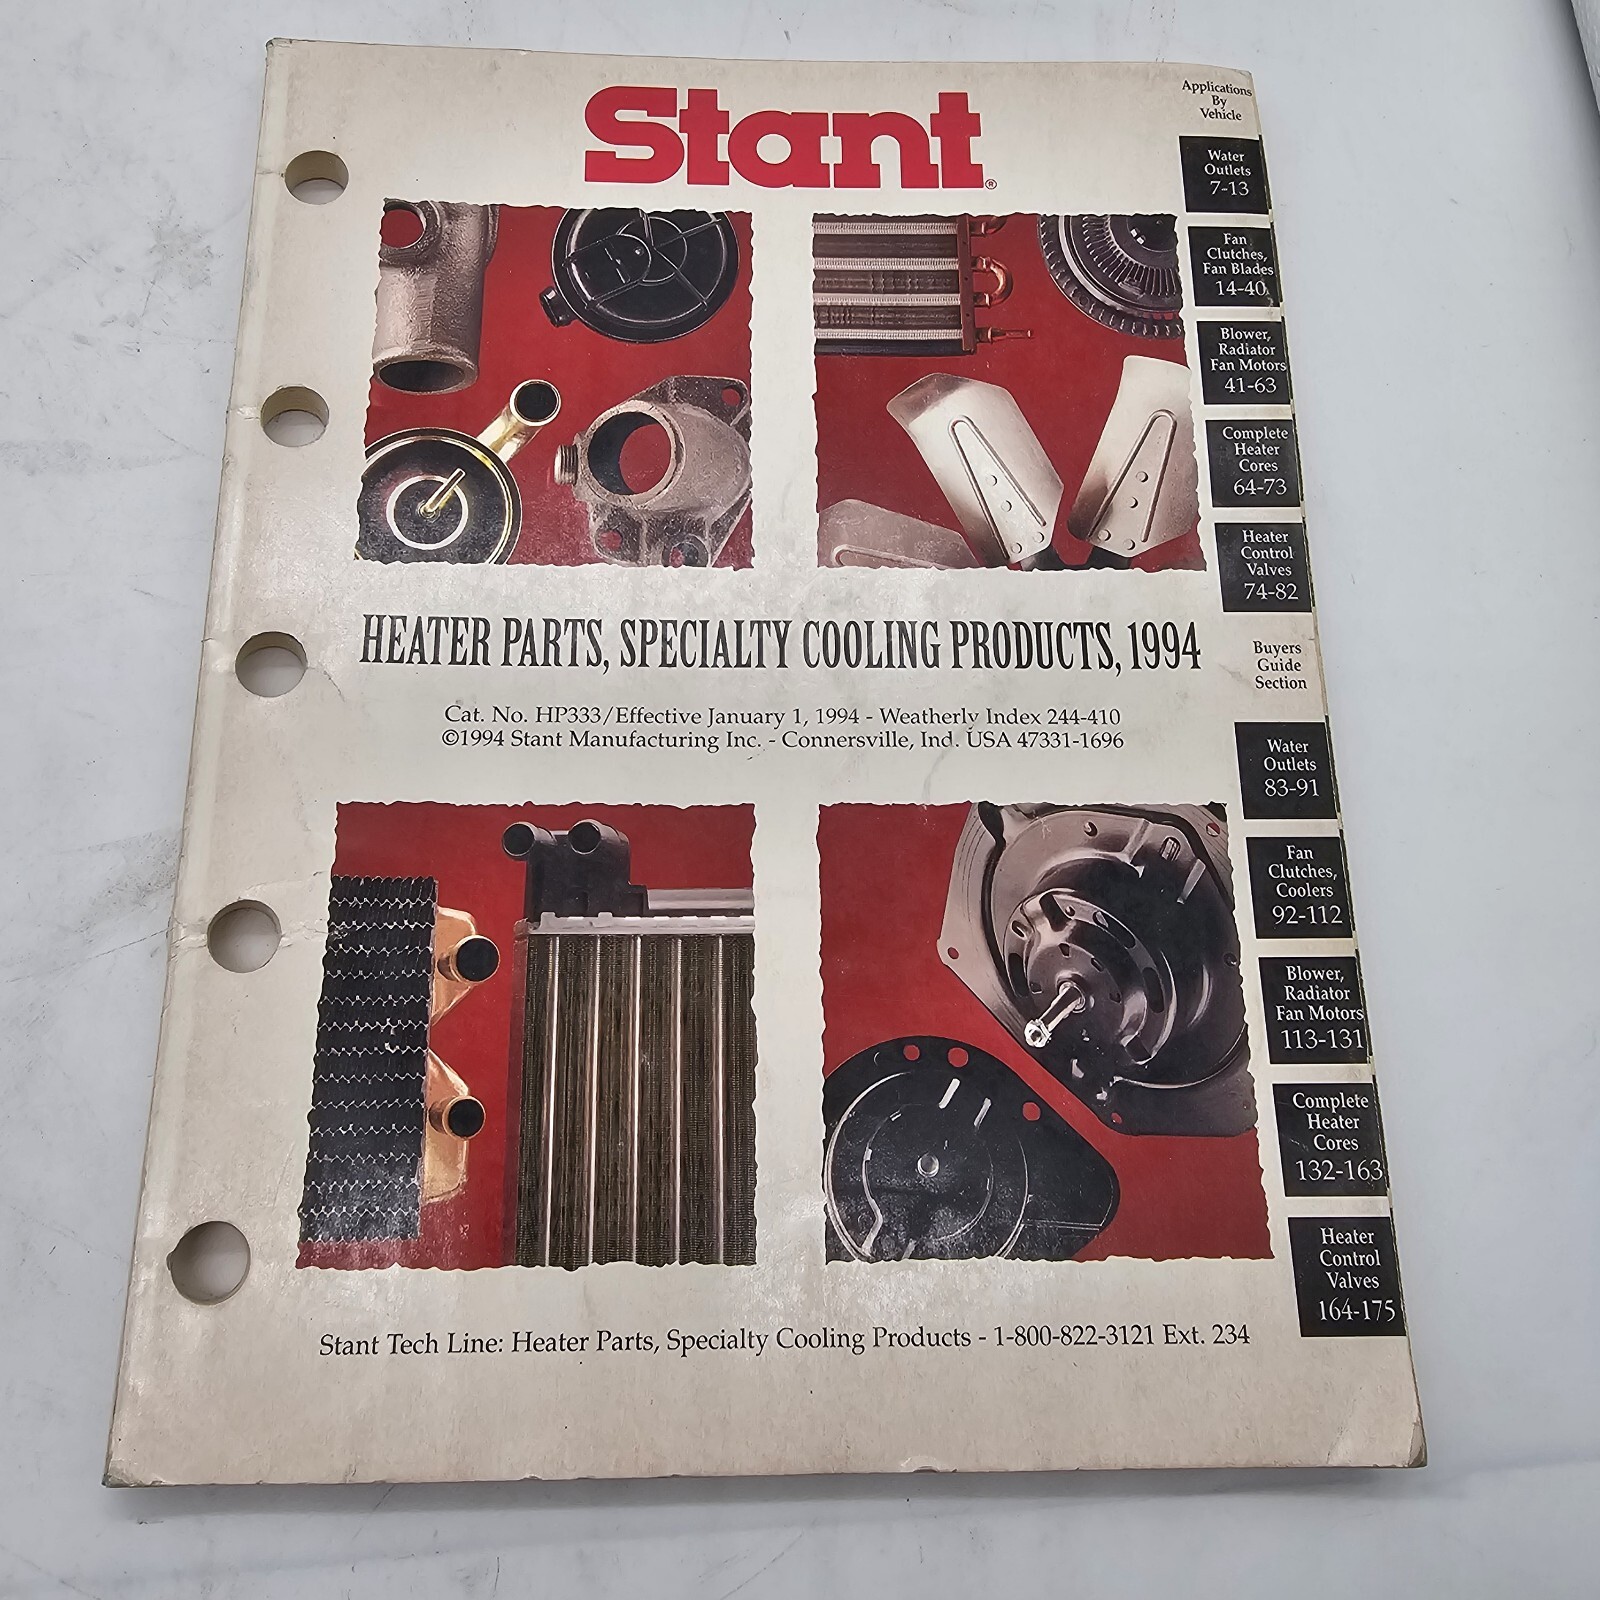 Stant®
Applications
By
Vehicle
Water
Outlets
7-13
Fan
Clutches,
Fan Blades
14-40
Blower,
Radiator
Fan Motors
41-63
Complete
Heater
Cores
64-73
Heater
Control
Valves
74-82
HEATER PARTS, SPECIALTY COOLING PRODUCTS, 1994
Cat. No. HP333/Effective January 1, 1994 - Weatherly Index 244-410
©1994 Stant Manufacturing Inc. - Connersville, Ind. USA 47331-1696
Buyers
Guide
Section
Water
Outlets
83-91
Fan
Clutches,
Coolers
92-112
Blower,
Radiator
Fan Motors
113-131
Complete
Heater
Cores
132-163
Heater
Control
Valves
164-175
Stant Tech Line: Heater Parts, Specialty Cooling Products - 1-800-822-3121 Ext. 234